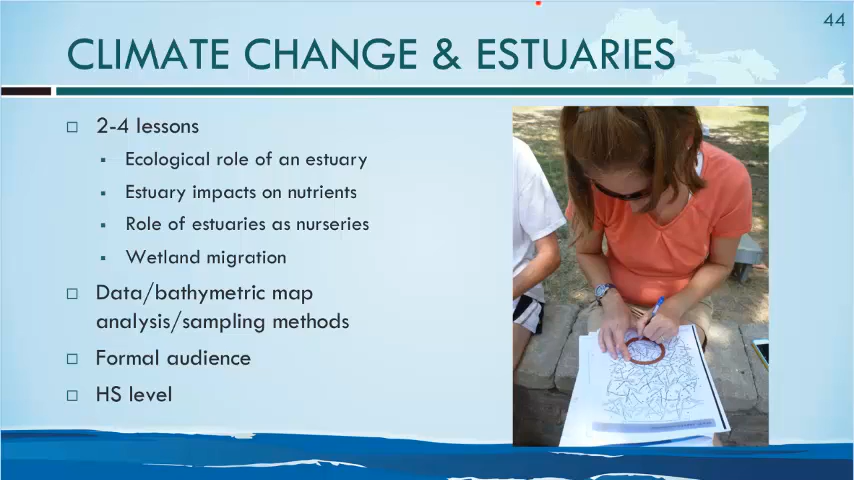 44
CLIMATE CHANGE & ESTUARIES
2-4 lessons
Ecological role of an estuary
Estuary impacts on nutrients
Role of estuaries as nurseries
Wetland migration
Data/bathymetric map
analysis/sampling methods
Formal audience
HS level